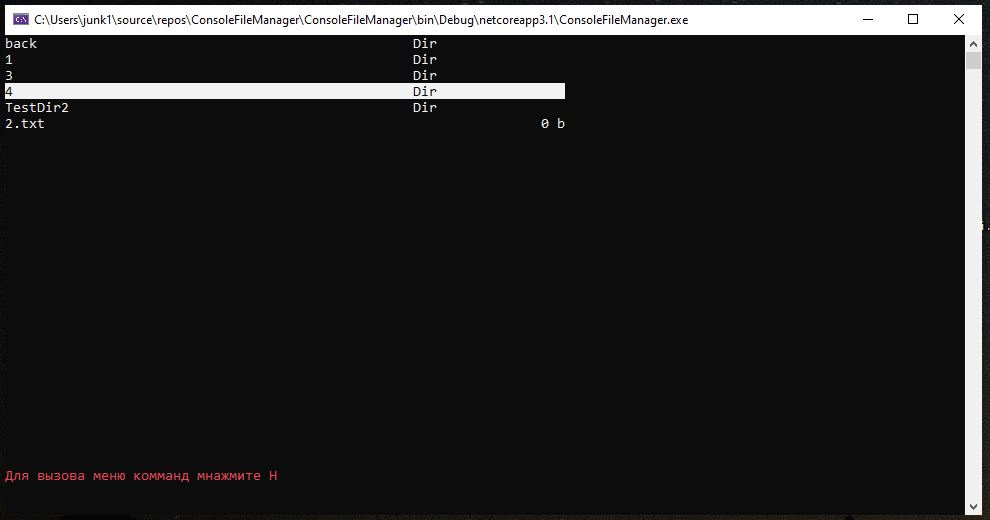 C:\Users\junk1\source\repos\ConsoleFileManager\ConsoleFileManager\bin\Debug\netcoreapp3.1\ConsoleFileManager.exe
back Dir
1 Dir
3 Dir
4 Dir
TestDir2 Dir
2.txt 0 b
Для вызова меню комманд мнажмите H